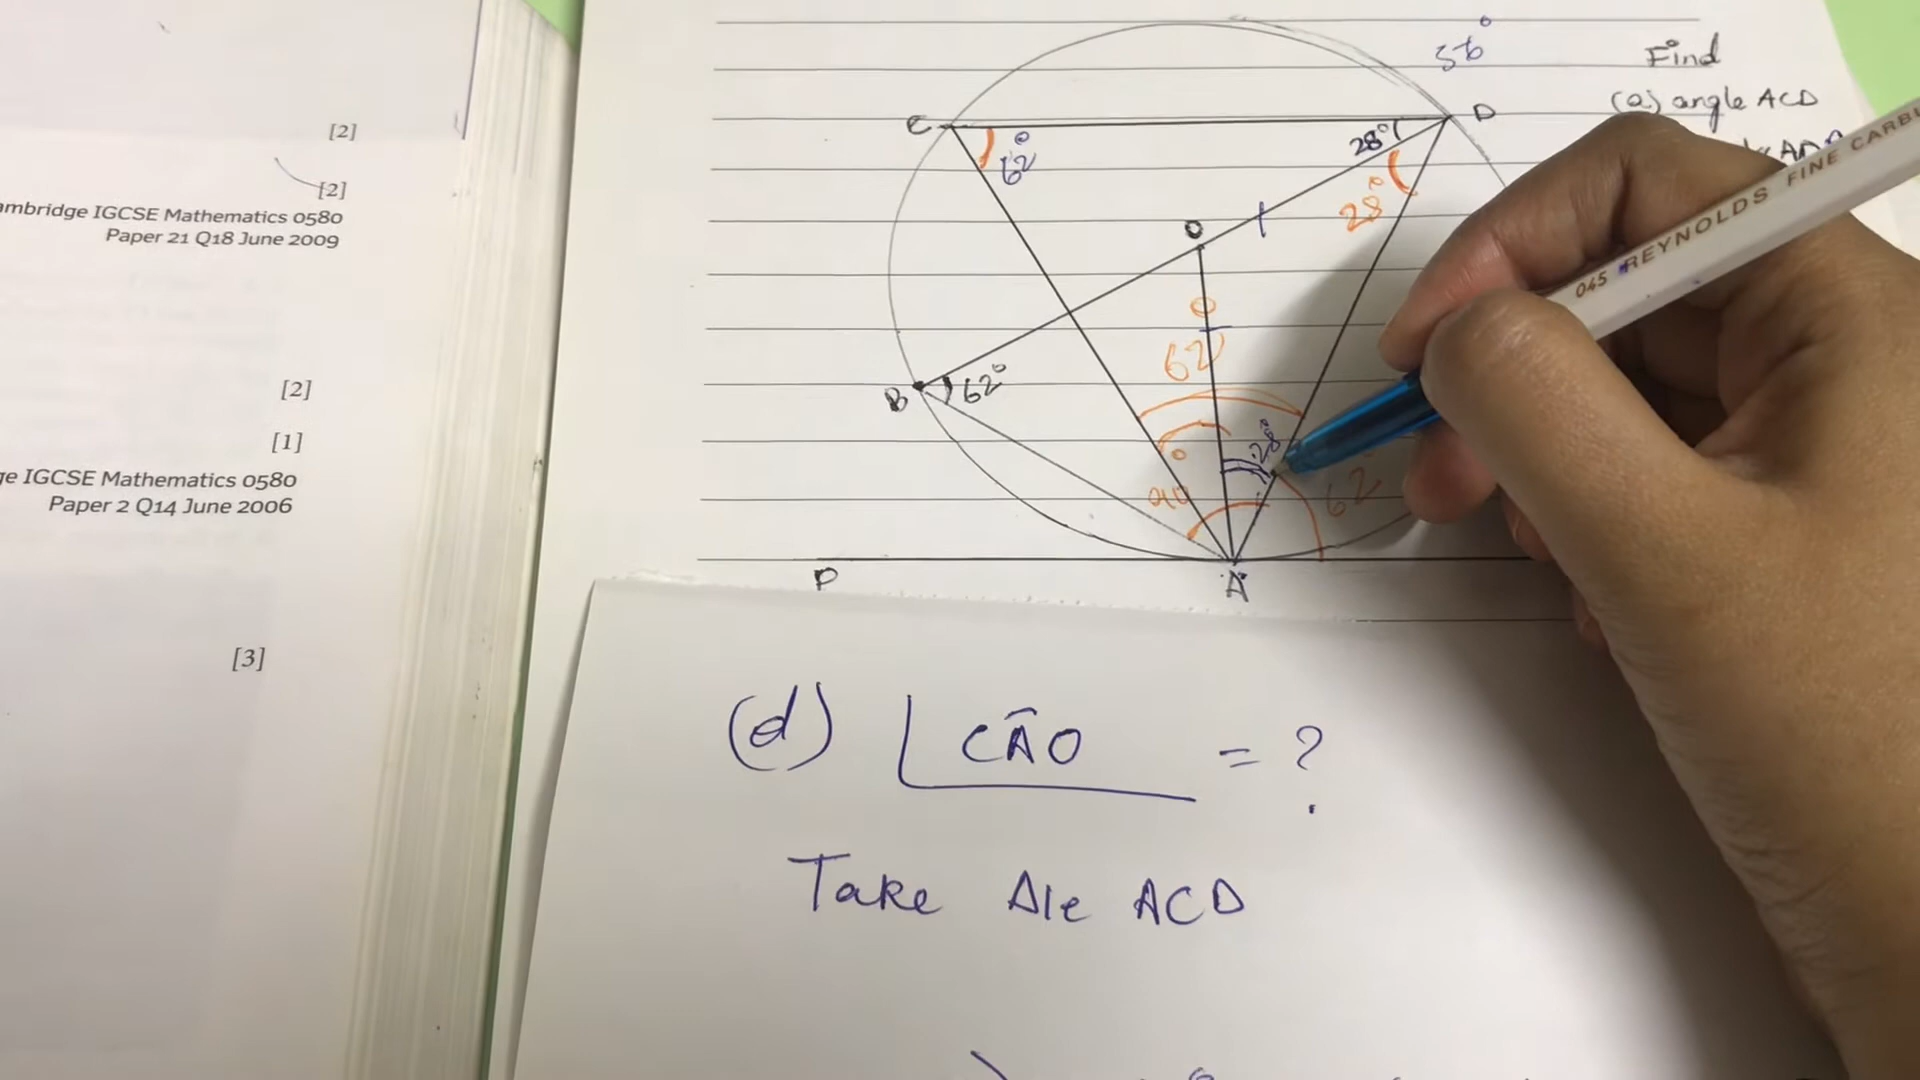 [2]
[2]
ambridge IGCSE Mathematics 0580
Paper 21 Q18 June 2009
[2]
[1]
ge IGCSE Mathematics 0580
Paper 2 Q14 June 2006
[3]
56°
Find
(a) angle ACD
C
62°
28°
D
28°
O
62°
B
62°
28°
90°
62
P
A
045 REYNOLDS FINE CARBU
(d) CÂO = ?
Take Δle ACD